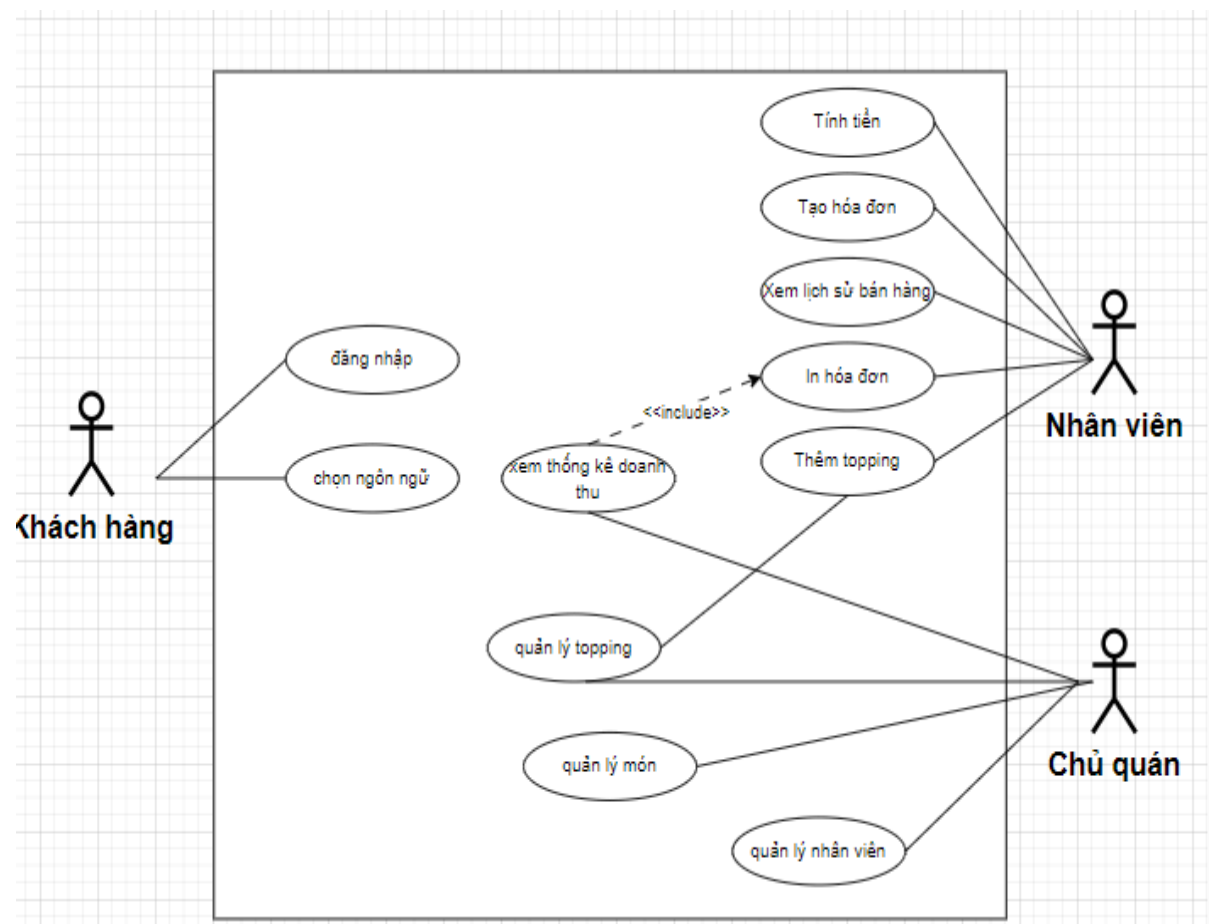 Tính tiền
Tạo hóa đơn
Xem lịch sử bán hàng
đăng nhập
In hóa đơn
<<include>>
Nhân viên
xem thống kê doanh
thu
Thêm topping
chọn ngôn ngữ
Khách hàng
quản lý topping
quản lý món
Chủ quán
quản lý nhân viên